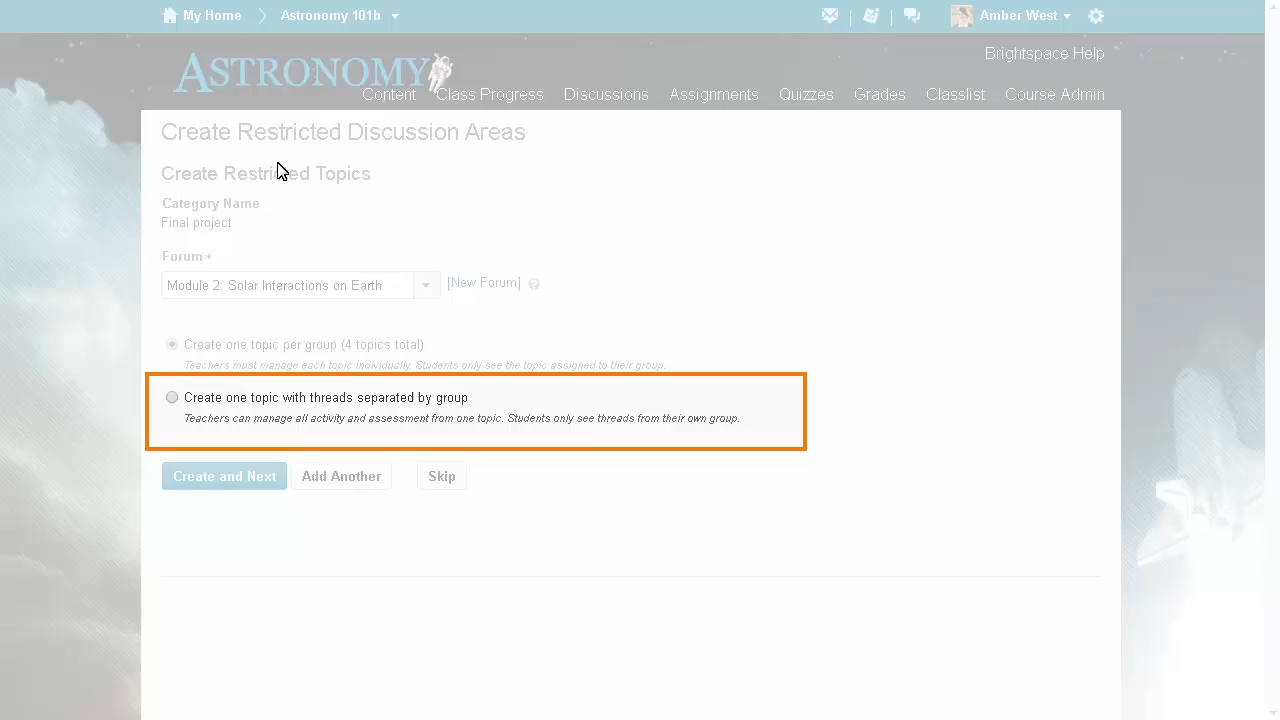 My Home
Astronomy 101b
Amber West
ASTRONOMY
Brightspace Help
Content Class Progress Discussions Assignments Quizzes Grades Classlist Course Admin
Create Restricted Discussion Areas
Create Restricted Topics
Category Name
Final project
Forum *
Module 2: Solar Interactions on Earth [New Forum] ?
Create one topic per group (4 topics total)
Teachers must manage each topic individually. Students only see the topic assigned to their group.
Create one topic with threads separated by group
Teachers can manage all activity and assessment from one topic. Students only see threads from their own group.
Create and Next Add Another Skip